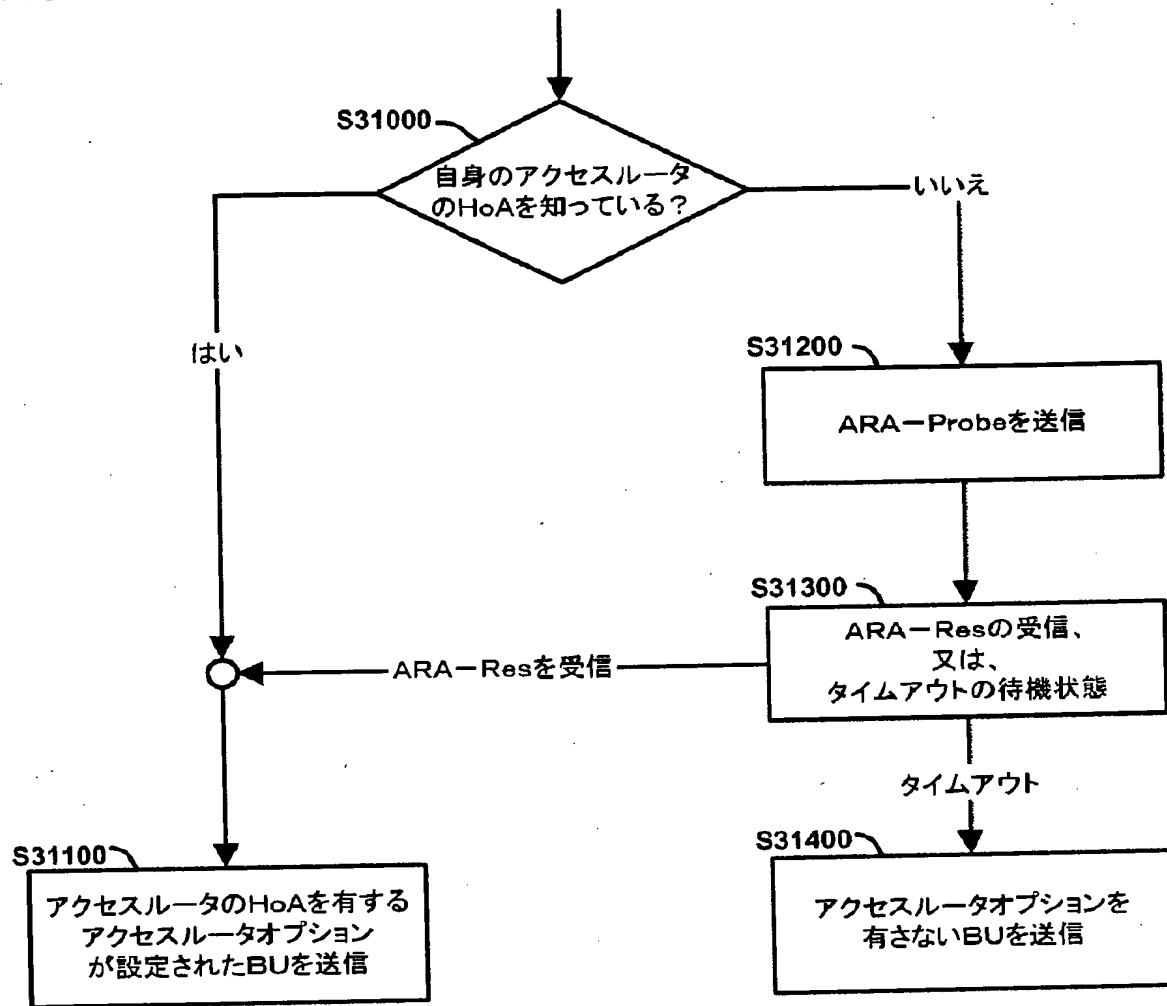 S31000
自身のアクセスルータ
のHoAを知っている？
いいえ
はい
S31200
ARA－Probeを送信
S31300
ARA－Resの受信、
又は、
タイムアウトの待機状態
ARA－Resを受信
タイムアウト
S31100
アクセスルータのHoAを有する
アクセスルータオプション
が設定されたBUを送信
S31400
アクセスルータオプションを
有さないBUを送信